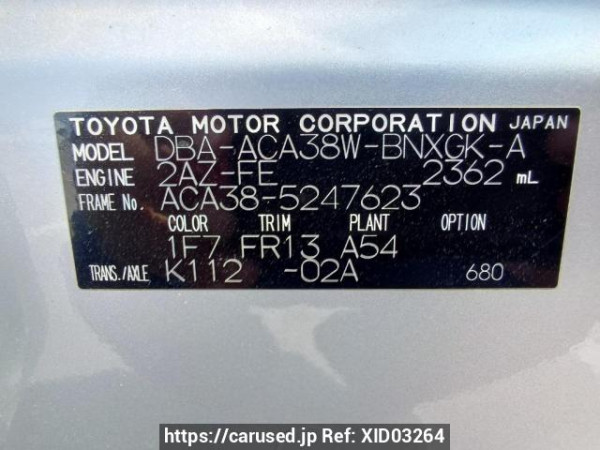 TOYOTA MOTOR CORPORATION JAPAN
MODEL DBA-ACA38W-BNXGK-A
ENGINE 2AZ-FE 2362 mL
FRAME No. ACA38-5247623
COLOR TRIM PLANT OPTION
1F7 FR13 A54
TRANS./AXLE K112 -02A 680
https://carused.jp Ref: XID03264